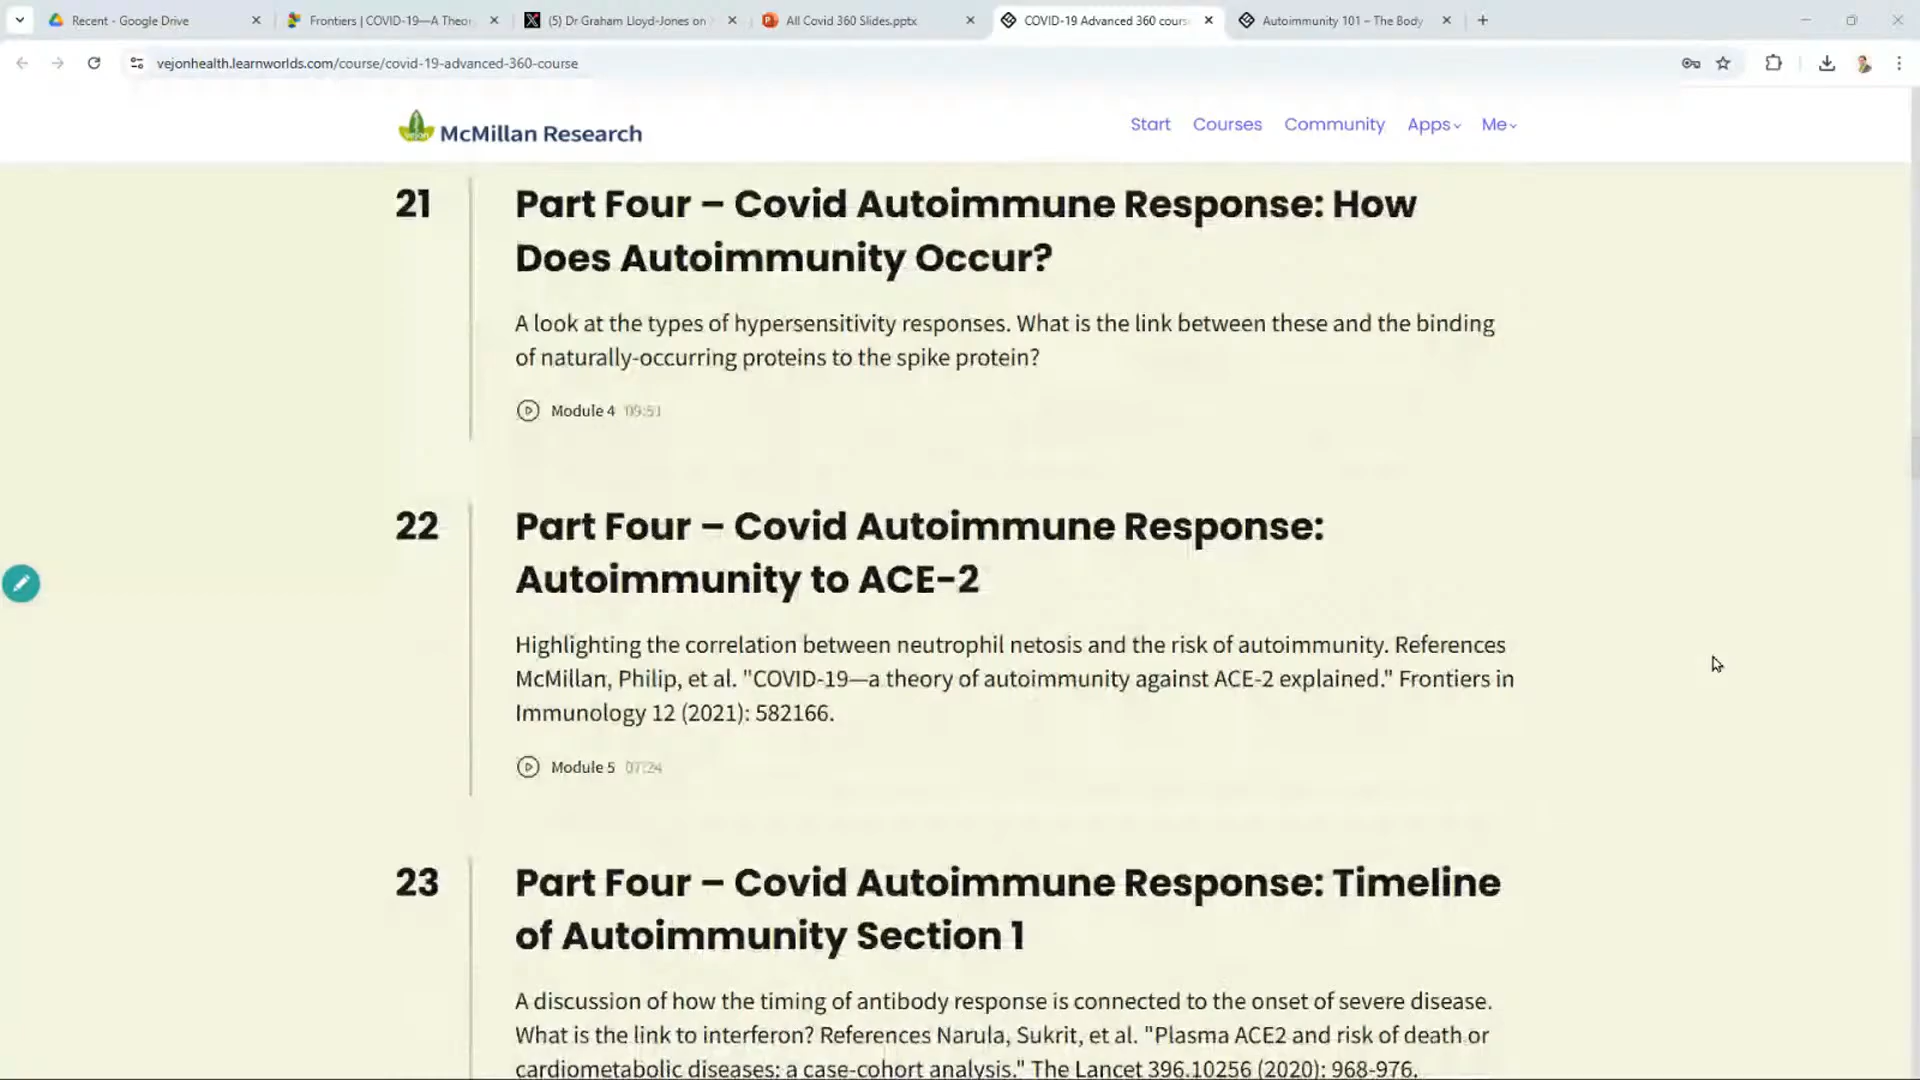 Recent - Google Drive
Frontiers | COVID-19—A Theor
(5) Dr Graham Lloyd-Jones on
All Covid 360 Slides.pptx
COVID-19 Advanced 360 cours
Autoimmunity 101 – The Body
vejonhealth.learnworlds.com/course/covid-19-advanced-360-course
vejon
McMillan Research
Start
Courses
Community
Apps
Me
21
Part Four – Covid Autoimmune Response: How
Does Autoimmunity Occur?
A look at the types of hypersensitivity responses. What is the link between these and the binding
of naturally-occurring proteins to the spike protein?
Module 4 09:51
22
Part Four – Covid Autoimmune Response:
Autoimmunity to ACE-2
Highlighting the correlation between neutrophil netosis and the risk of autoimmunity. References
McMillan, Philip, et al. "COVID-19—a theory of autoimmunity against ACE-2 explained." Frontiers in
Immunology 12 (2021): 582166.
Module 5 07:24
23
Part Four – Covid Autoimmune Response: Timeline
of Autoimmunity Section 1
A discussion of how the timing of antibody response is connected to the onset of severe disease.
What is the link to interferon? References Narula, Sukrit, et al. "Plasma ACE2 and risk of death or
cardiometabolic diseases: a case-cohort analysis." The Lancet 396.10256 (2020): 968-976.